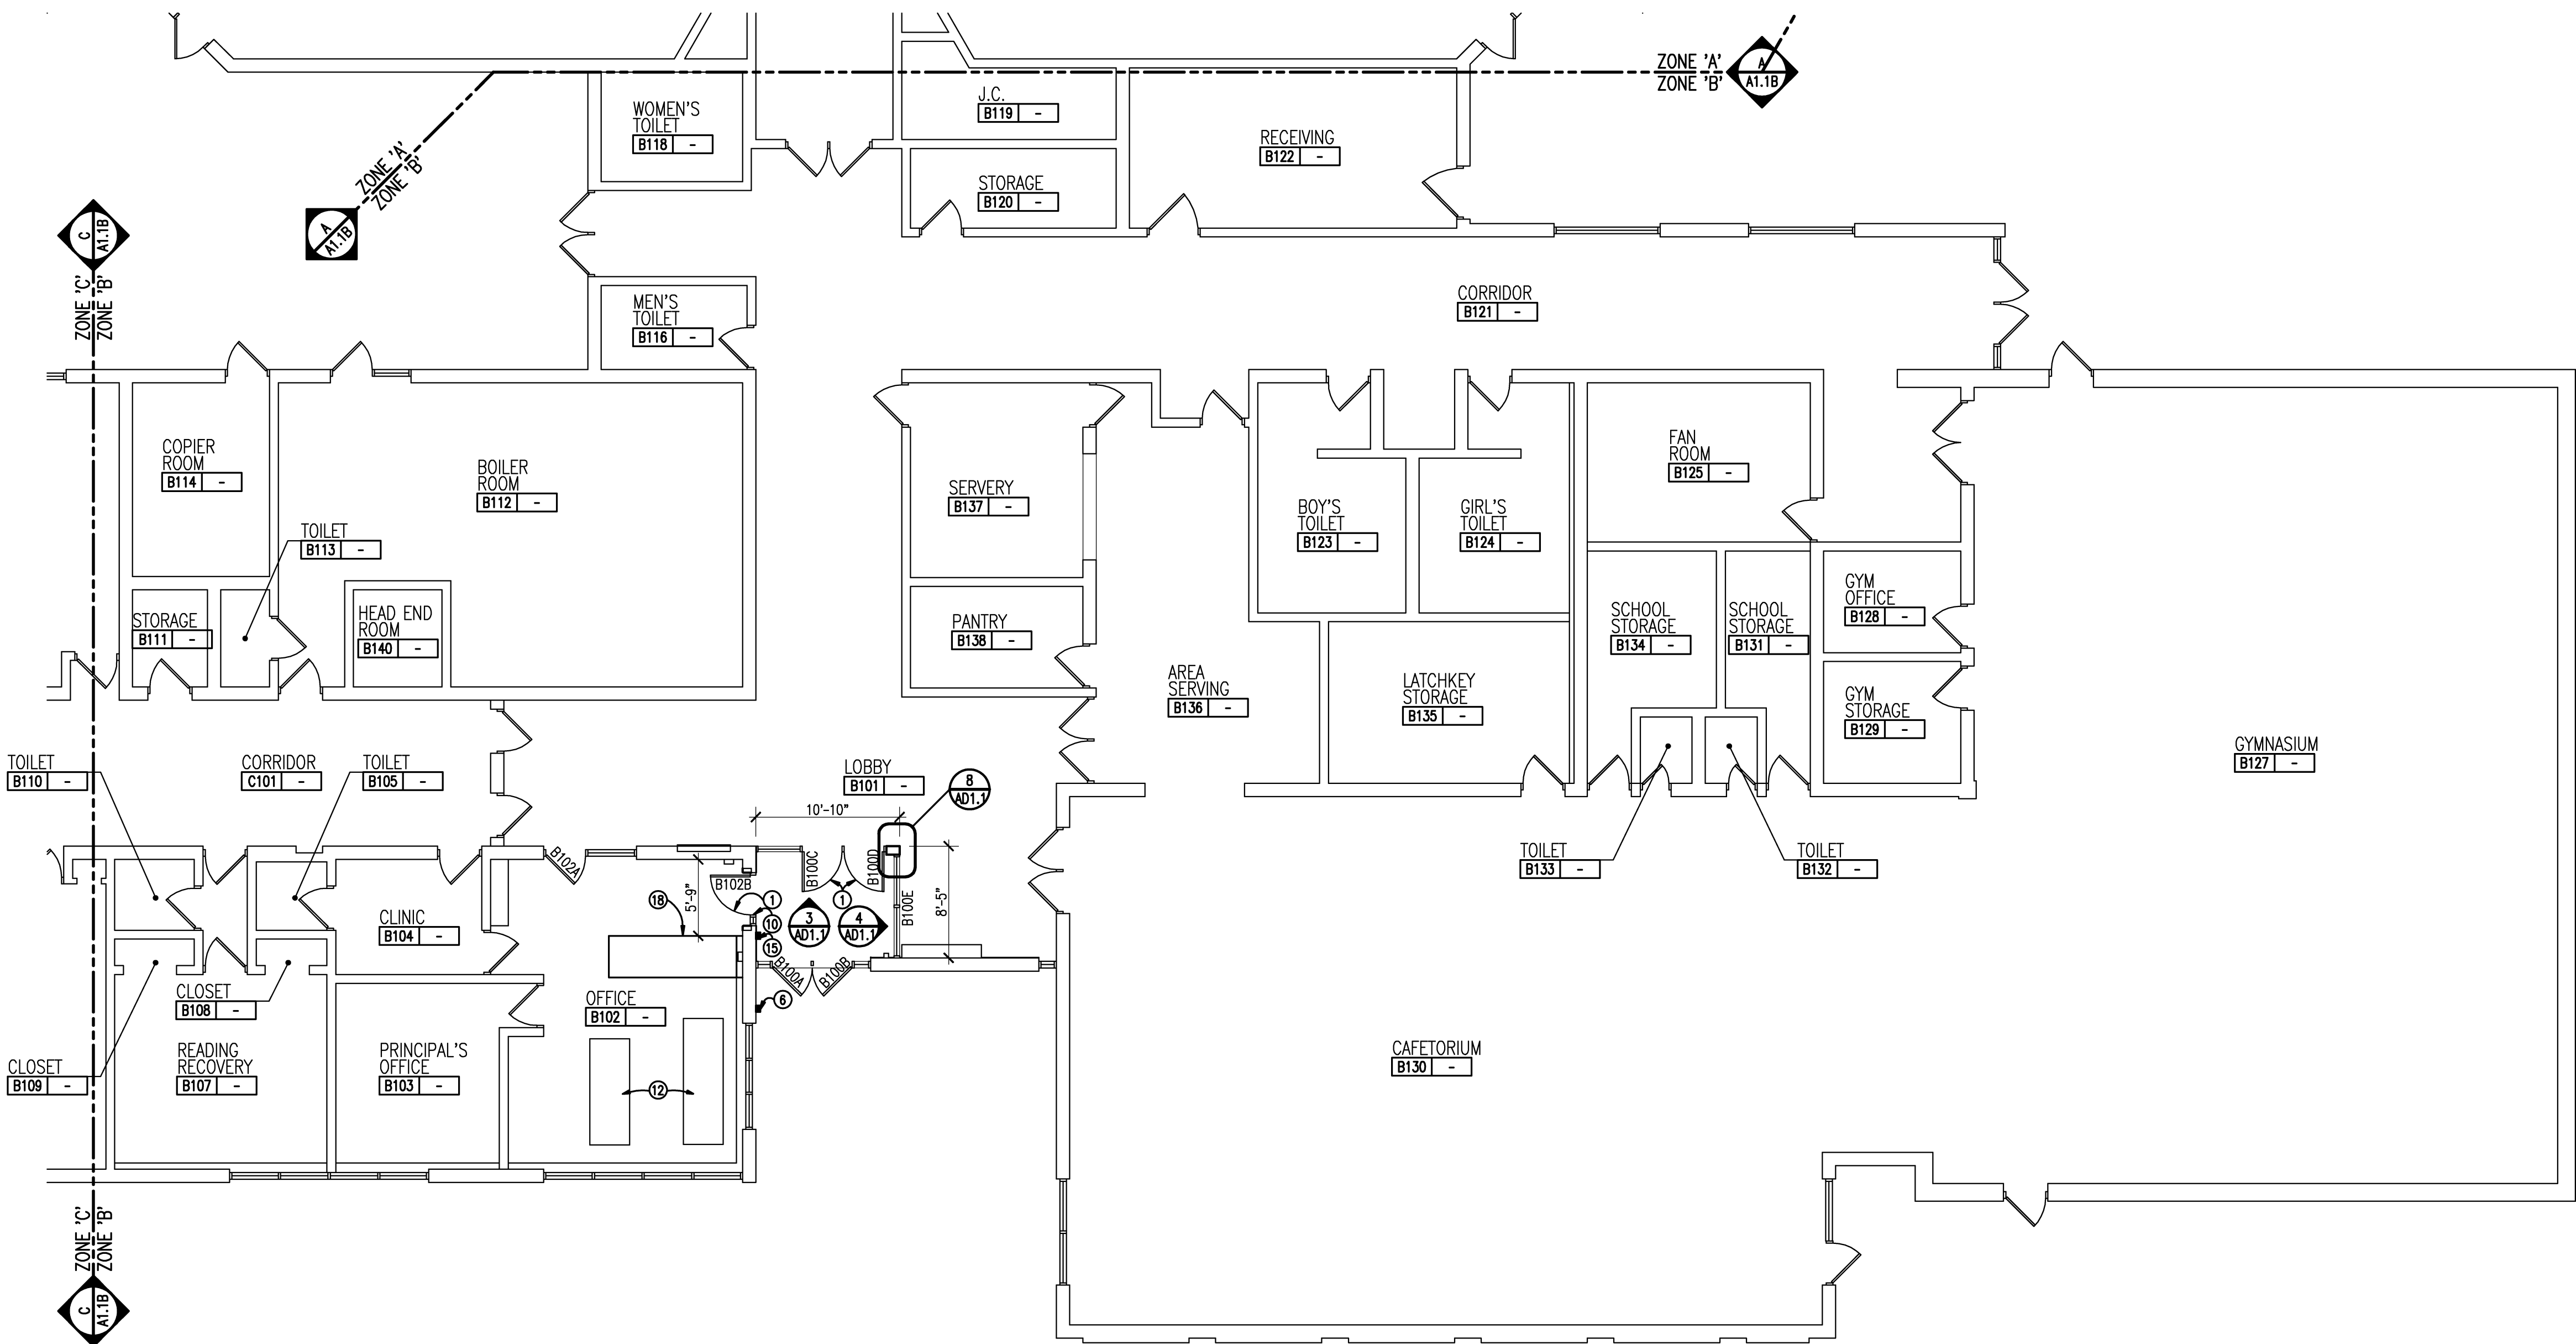 ZONE 'A'
ZONE 'B'
A
A1.1B
ZONE 'A'
ZONE 'B'
A
A1.1B
C
A1.1B
ZONE 'C'
ZONE 'B'
WOMEN'S
TOILET
B118 -
J.C.
B119 -
STORAGE
B120 -
RECEIVING
B122 -
MEN'S
TOILET
B116 -
CORRIDOR
B121 -
COPIER
ROOM
B114 -
BOILER
ROOM
B112 -
TOILET
B113 -
STORAGE
B111 -
HEAD END
ROOM
B140 -
SERVERY
B137 -
PANTRY
B138 -
BOY'S
TOILET
B123 -
GIRL'S
TOILET
B124 -
FAN
ROOM
B125 -
AREA
SERVING
B136 -
LATCHKEY
STORAGE
B135 -
SCHOOL
STORAGE
B134 -
SCHOOL
STORAGE
B131 -
GYM
OFFICE
B128 -
GYM
STORAGE
B129 -
GYMNASIUM
B127 -
TOILET
B110 -
CORRIDOR
C101 -
TOILET
B105 -
LOBBY
B101 -
8
AD1.1
10'-10"
B102A
B102B
B100C
B100D
B100E
5'-9"
8'-5"
18
1
1
10
15
3
AD1.1
4
AD1.1
B100A
B100B
6
TOILET
B133 -
TOILET
B132 -
CLINIC
B104 -
CLOSET
B108 -
OFFICE
B102 -
CLOSET
B109 -
READING
RECOVERY
B107 -
PRINCIPAL'S
OFFICE
B103 -
12
CAFETORIUM
B130 -
ZONE 'C'
ZONE 'B'
C
A1.1B